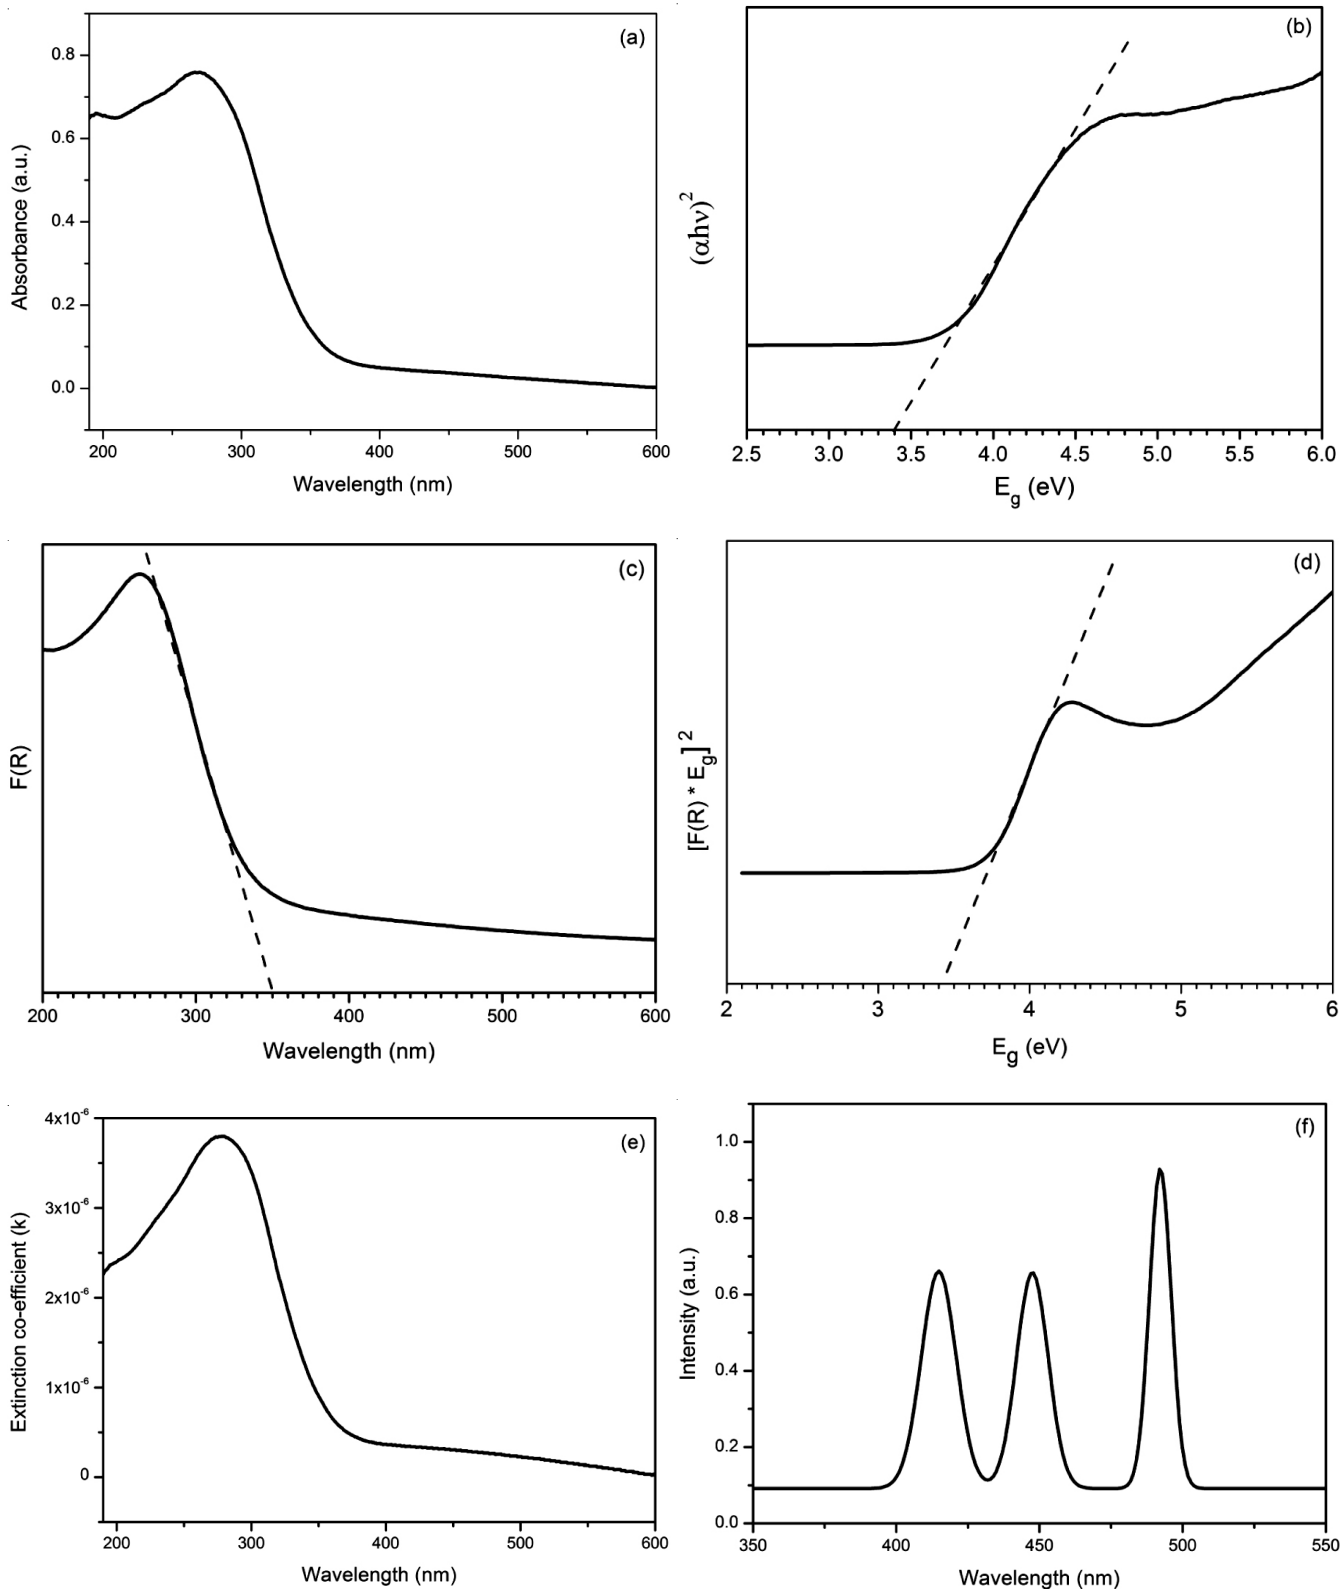 (a)
Absorbance (a.u.)
0.8
0.6
0.4
0.2
0.0
200 300 400 500 600
Wavelength (nm)
(b)
(αhν)²
2.5 3.0 3.5 4.0 4.5 5.0 5.5 6.0
E_g (eV)
(c)
F(R)
200 300 400 500 600
Wavelength (nm)
(d)
[F(R) * E_g]²
2 3 4 5 6
E_g (eV)
(e)
Extinction co-efficient (k)
4x10⁻⁶
3x10⁻⁶
2x10⁻⁶
1x10⁻⁶
0
200 300 400 500 600
Wavelength (nm)
(f)
Intensity (a.u.)
1.0
0.8
0.6
0.4
0.2
0.0
350 400 450 500 550
Wavelength (nm)